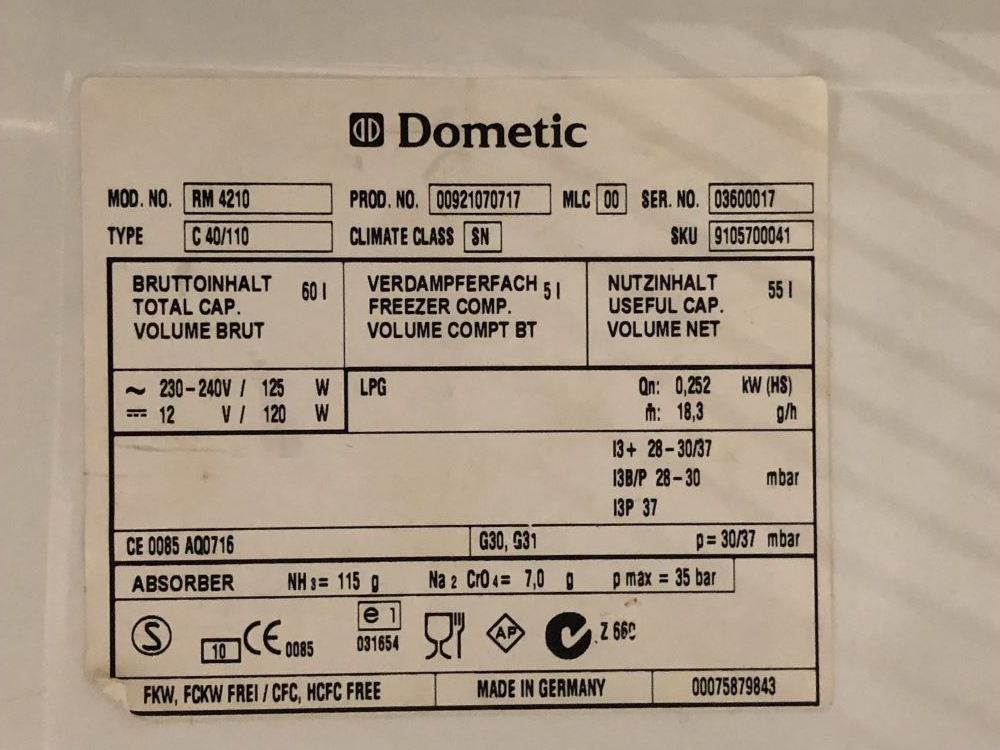 Dometic
MOD. NO. RM 4210 PROD. NO. 00921070717 MLC 00 SER. NO. 03600017
TYPE C 40/110 CLIMATE CLASS SN SKU 9105700041
BRUTTOINHALT 60 l VERDAMPFERFACH 5 l NUTZINHALT 55 l
TOTAL CAP. FREEZER COMP. USEFUL CAP.
VOLUME BRUT VOLUME COMPT BT VOLUME NET
~ 230-240V / 125 W LPG Qn: 0,252 kW (HS)
12 V / 120 W ṁ: 18,3 g/h
I3+ 28-30/37
I3B/P 28-30 mbar
I3P 37
CE 0085 AQ0716 G30, G31 p= 30/37 mbar
ABSORBER NH3= 115 g Na2 CrO4= 7,0 g p max = 35 bar
S 10 CE 0085 e1 031654 AP
FKW, FCKW FREI / CFC, HCFC FREE MADE IN GERMANY 00075879843